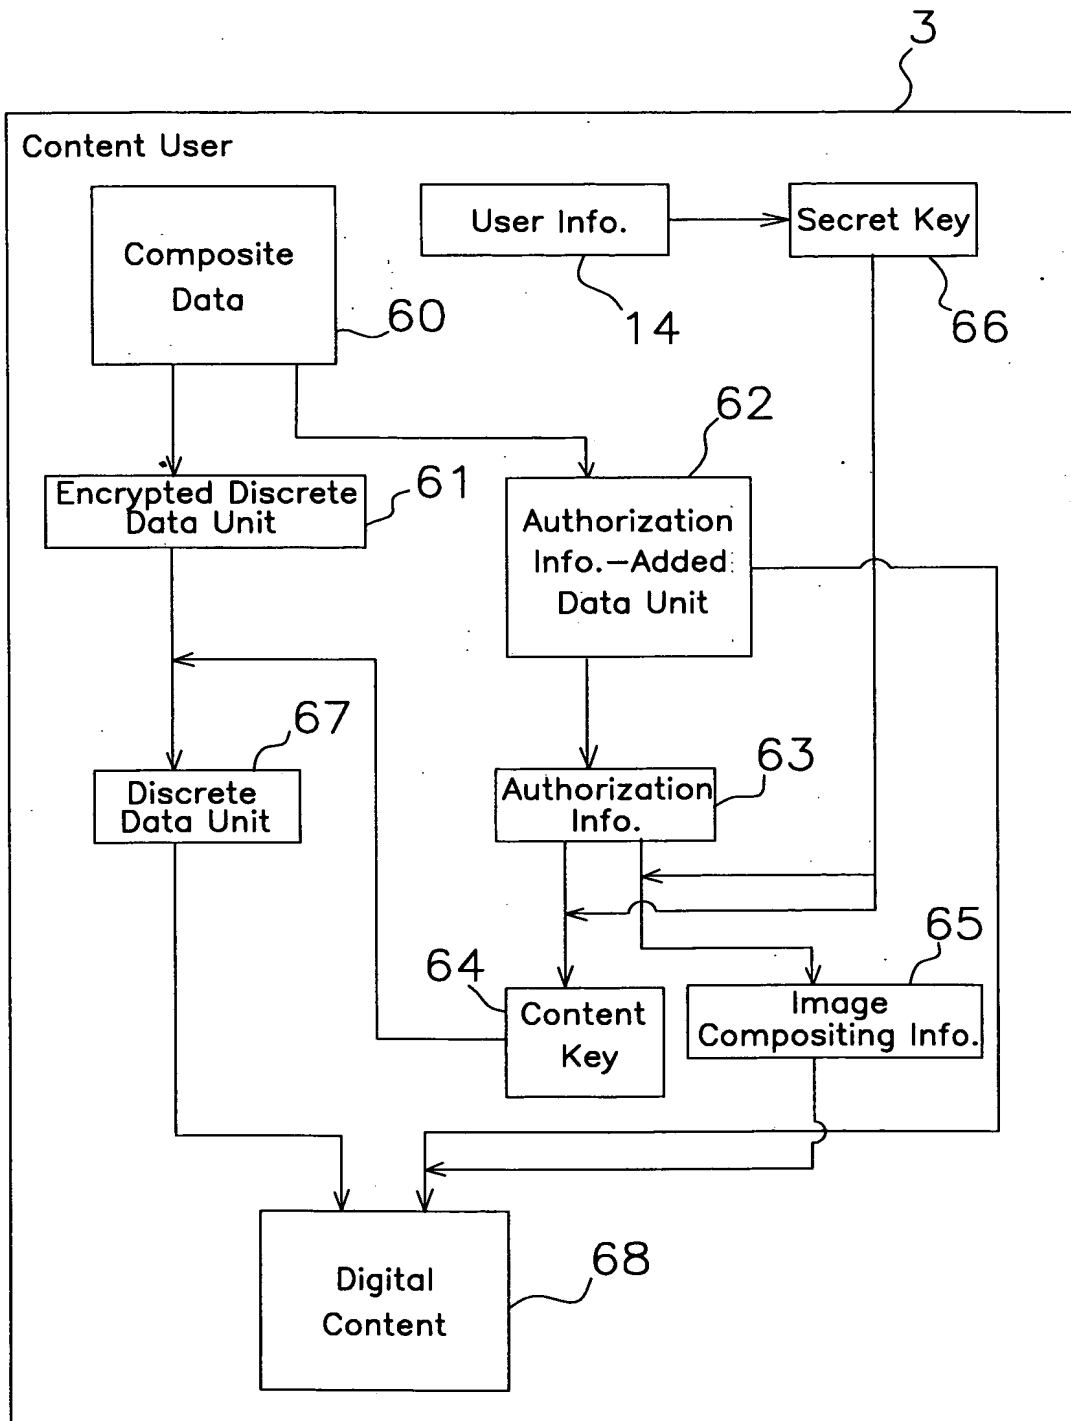 3
Content User
Composite
Data
60
User Info.
14
Secret Key
66
Encrypted Discrete
Data Unit
61
62
Authorization
Info.-Added
Data Unit
67
Discrete
Data Unit
63
Authorization
Info.
64
Content
Key
65
Image
Compositing Info.
Digital
Content
68